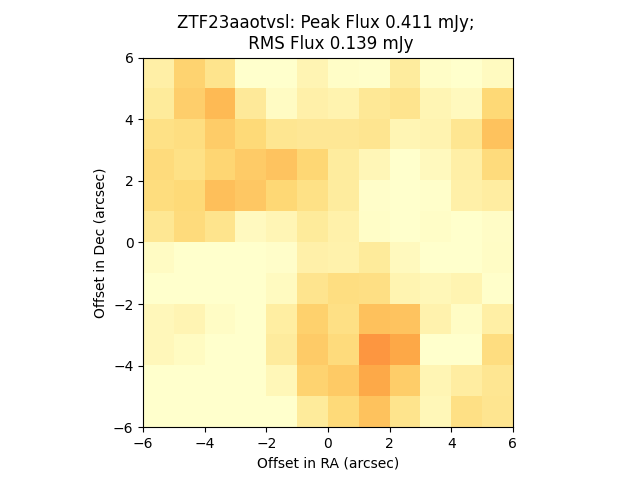 ZTF23aaotvsl: Peak Flux 0.411 mJy;
RMS Flux 0.139 mJy
6
4
2
0
−2
−4
−6
Offset in Dec (arcsec)
−6 −4 −2 0 2 4 6
Offset in RA (arcsec)